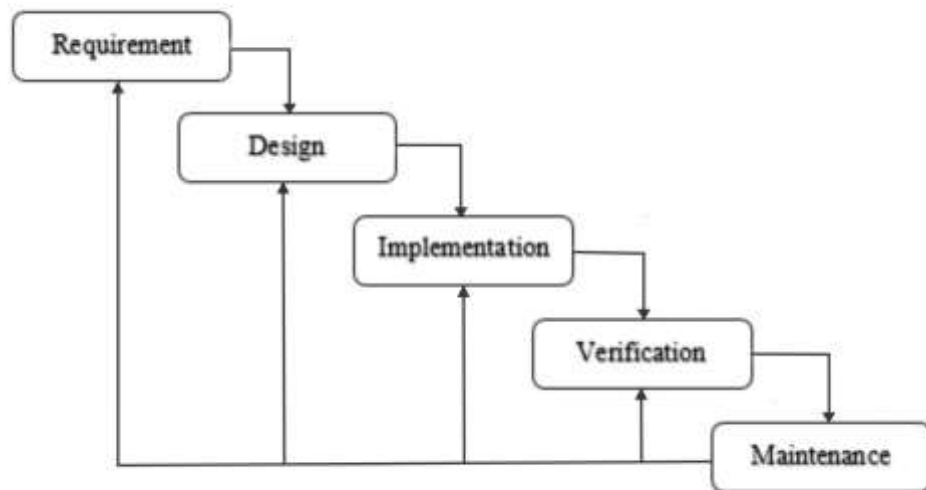 Requirement
Design
Implementation
Verification
Maintenance